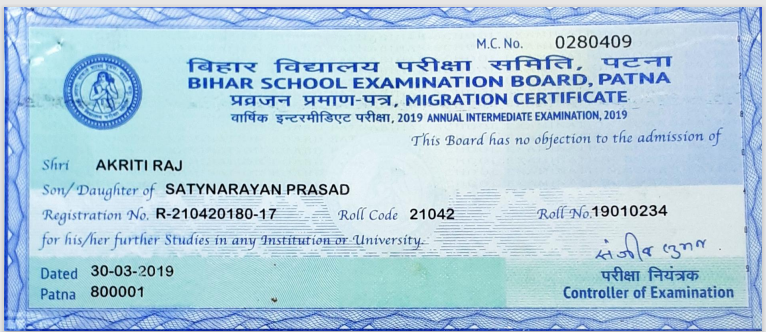 M.C. No. 0280409
बिहार विद्यालय परीक्षा समिति, पटना
BIHAR SCHOOL EXAMINATION BOARD, PATNA
प्रव्रजन प्रमाण-पत्र, MIGRATION CERTIFICATE
वार्षिक इन्टरमीडिएट परीक्षा, 2019 ANNUAL INTERMEDIATE EXAMINATION, 2019
This Board has no objection to the admission of
Shri AKRITI RAJ
Son/Daughter of SATYNARAYAN PRASAD
Registration No. R-210420180-17 Roll Code 21042 Roll No. 19010234
for his/her further Studies in any Institution or University.
Dated 30-03-2019
परीक्षा नियंत्रक
Patna 800001
Controller of Examination